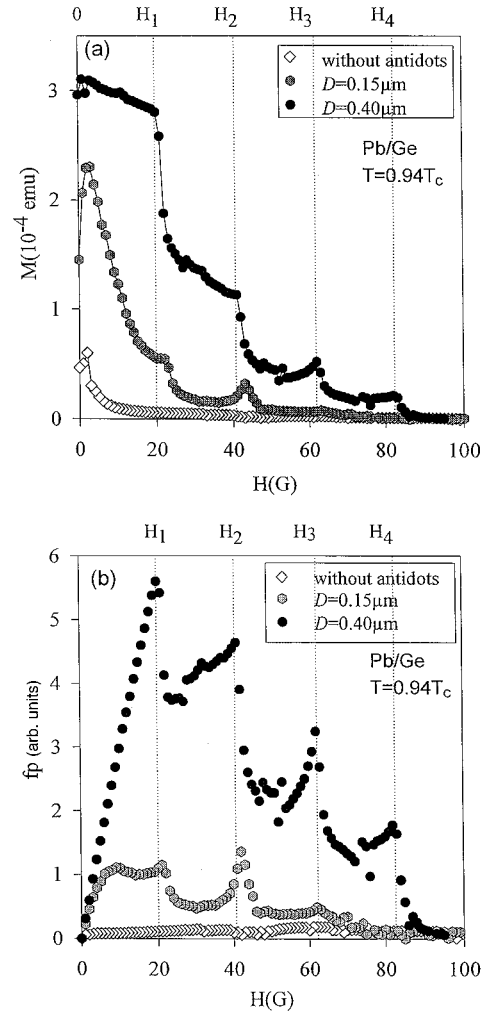 0 H1 H2 H3 H4
(a)
without antidots
D=0.15μm
D=0.40μm
Pb/Ge
T=0.94Tc
3
2
1
0
M(10-4 emu)
0 20 40 60 80 100
H(G)
H1 H2 H3 H4
(b)
without antidots
D=0.15μm
D=0.40μm
Pb/Ge
T=0.94Tc
6
5
4
3
2
1
0
fp (arb. units)
0 20 40 60 80 100
H(G)